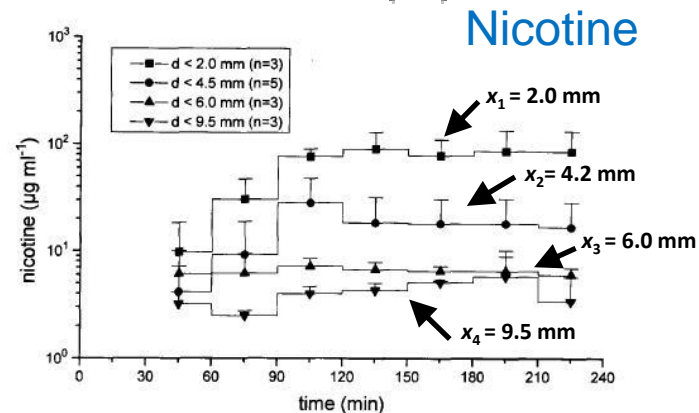 Nicotine
10³
10²
10¹
10⁰
nicotine (µg ml⁻¹)
d < 2.0 mm (n=3)
d < 4.5 mm (n=5)
d < 6.0 mm (n=3)
d < 9.5 mm (n=3)
x₁ = 2.0 mm
x₂= 4.2 mm
x₃ = 6.0 mm
x₄ = 9.5 mm
0 30 60 90 120 150 180 210 240
time (min)